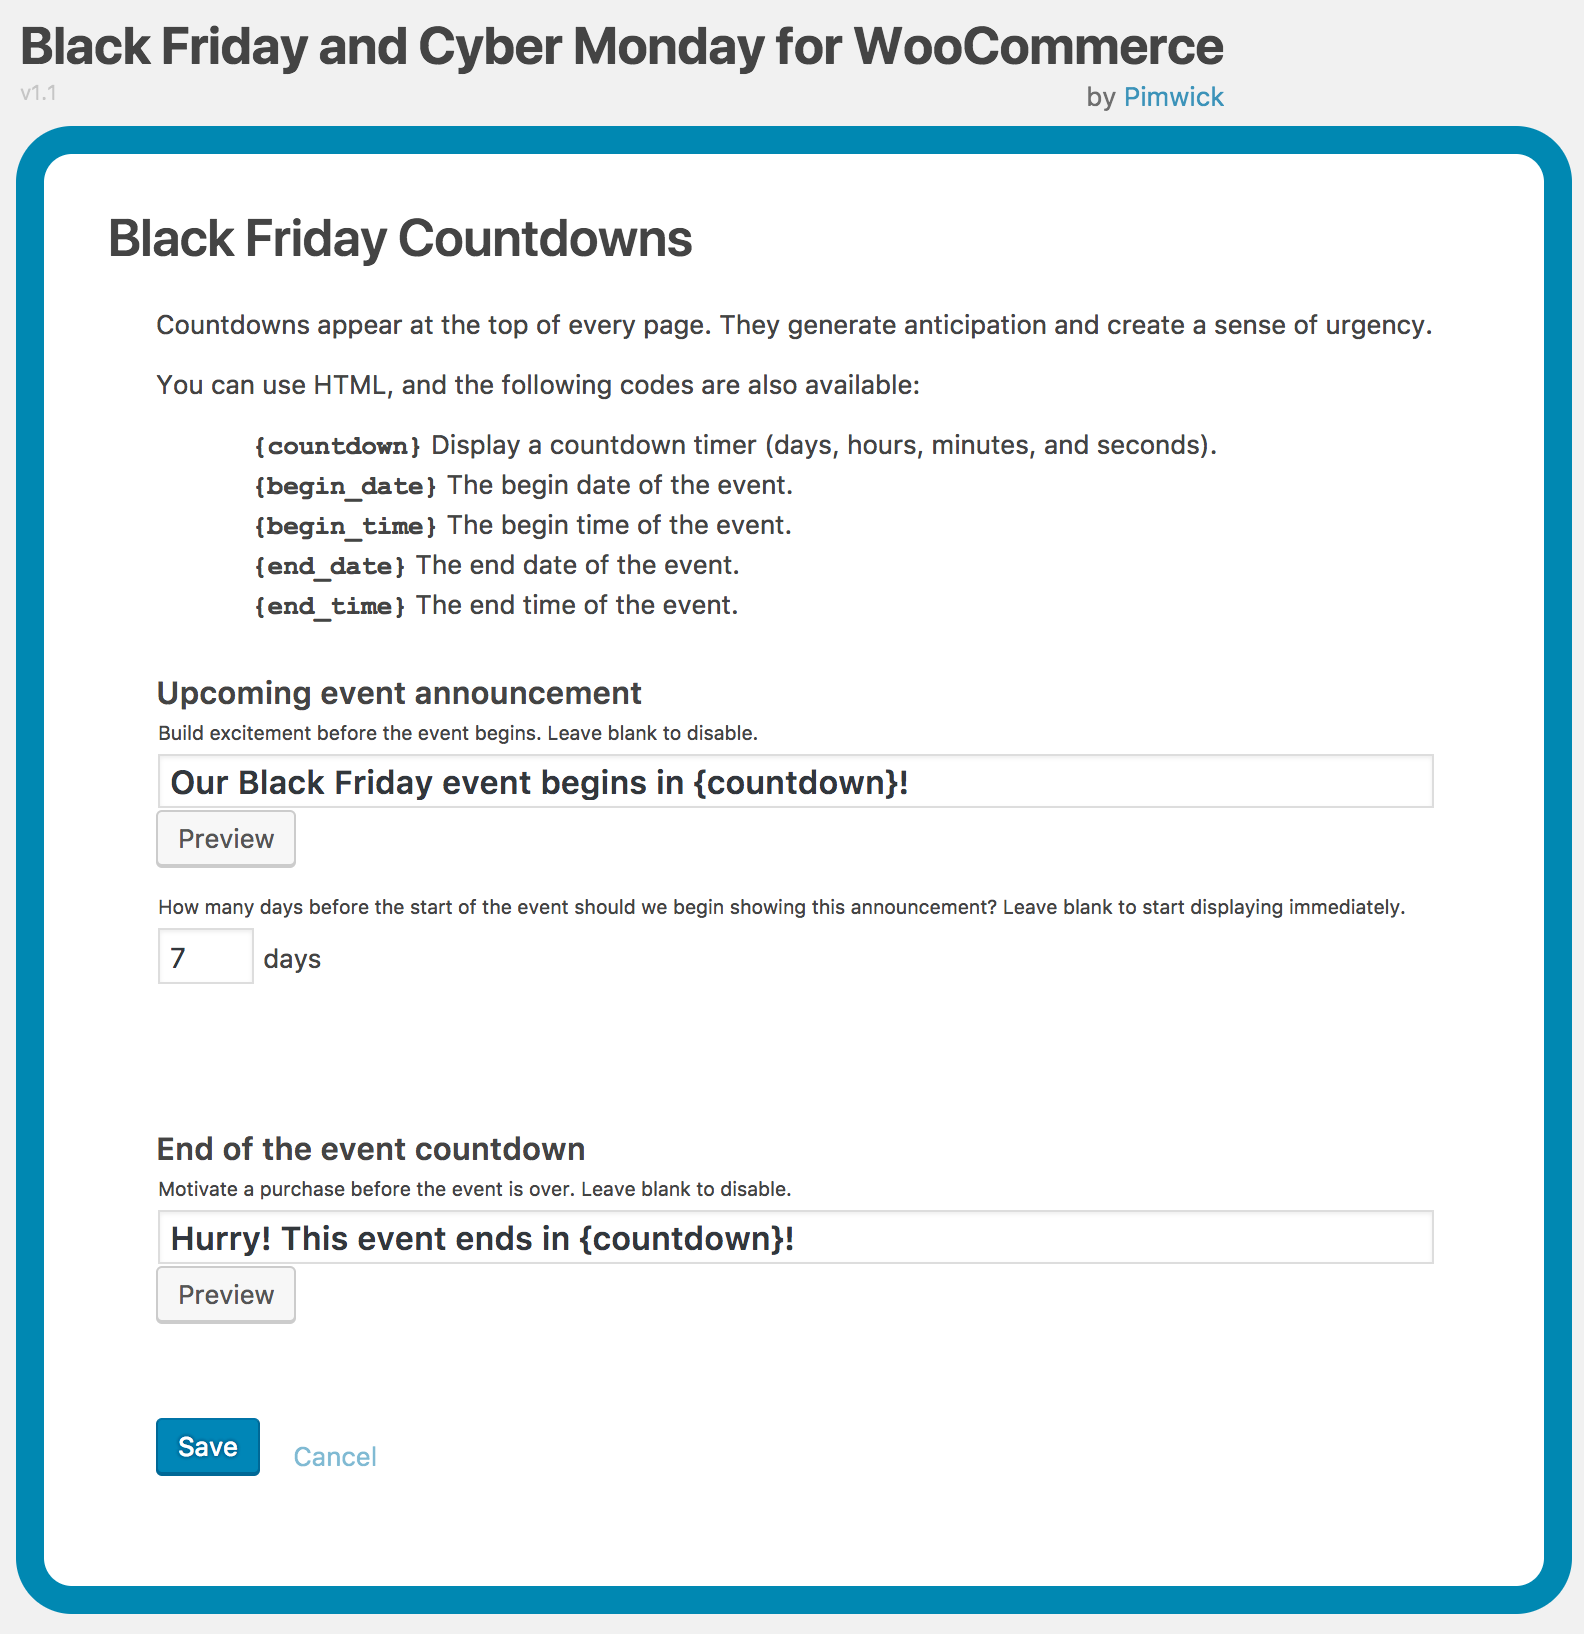 Black Friday and Cyber Monday for WooCommerce
v1.1
by Pimwick
Black Friday Countdowns
Countdowns appear at the top of every page. They generate anticipation and create a sense of urgency.
You can use HTML, and the following codes are also available:
{countdown} Display a countdown timer (days, hours, minutes, and seconds).
{begin_date} The begin date of the event.
{begin_time} The begin time of the event.
{end_date} The end date of the event.
{end_time} The end time of the event.
Upcoming event announcement
Build excitement before the event begins. Leave blank to disable.
Our Black Friday event begins in {countdown}!
Preview
How many days before the start of the event should we begin showing this announcement? Leave blank to start displaying immediately.
7 days
End of the event countdown
Motivate a purchase before the event is over. Leave blank to disable.
Hurry! This event ends in {countdown}!
Preview
Save Cancel